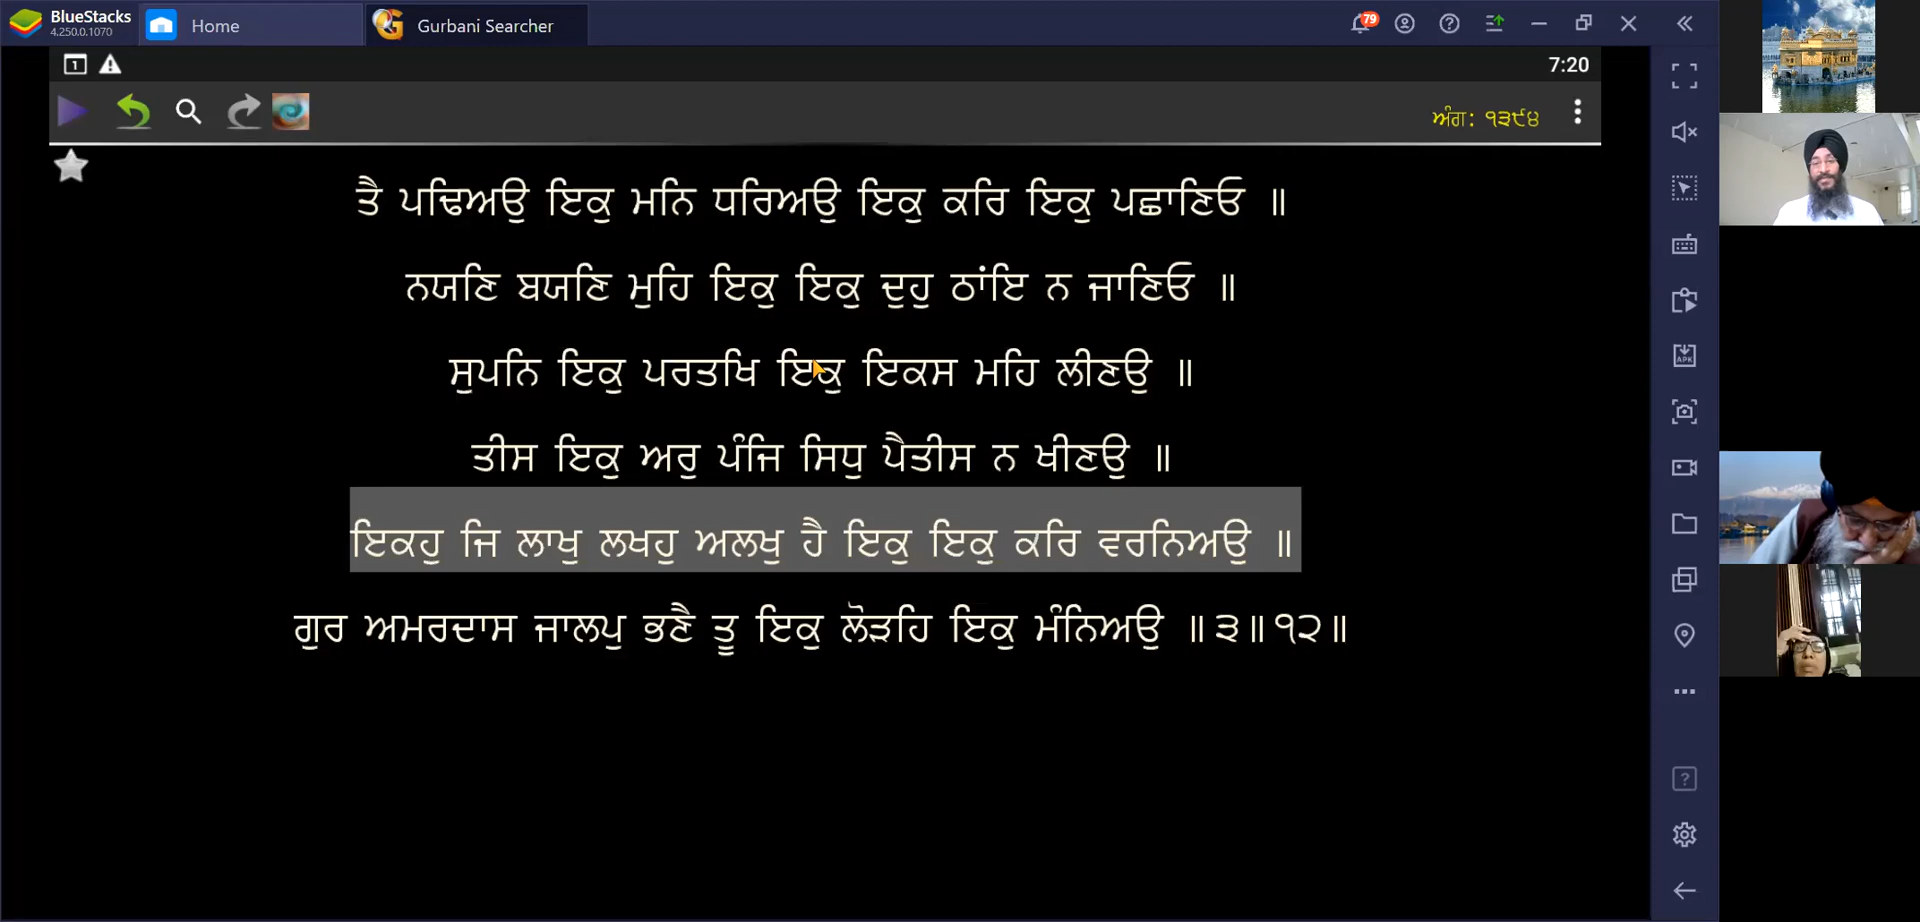 BlueStacks
4.250.0.1070
Home
Gurbani Searcher
79
1
7:20
ਅੰਗ: ੧੩੯੪
ਤੈ ਪਢਿਅਉ ਇਕੁ ਮਨਿ ਧਰਿਅਉ ਇਕੁ ਕਰਿ ਇਕੁ ਪਛਾਣਿਓ ॥
ਨਯਣਿ ਬਯਣਿ ਮੁਹਿ ਇਕੁ ਇਕੁ ਦੁਹੁ ਠਾਂਇ ਨ ਜਾਣਿਓ ॥
ਸੁਪਨਿ ਇਕੁ ਪਰਤਖਿ ਇਕੁ ਇਕਸ ਮਹਿ ਲੀਣਉ ॥
ਤੀਸ ਇਕੁ ਅਰੁ ਪੰਜਿ ਸਿਧੁ ਪੈਤੀਸ ਨ ਖੀਣਉ ॥
ਇਕਹੁ ਜਿ ਲਾਖੁ ਲਖਹੁ ਅਲਖੁ ਹੈ ਇਕੁ ਇਕੁ ਕਰਿ ਵਰਨਿਅਉ ॥
ਗੁਰ ਅਮਰਦਾਸ ਜਾਲਪੁ ਭਣੈ ਤੂ ਇਕੁ ਲੋੜਹਿ ਇਕੁ ਮੰਨਿਅਉ ॥੩॥੧੨॥
APK